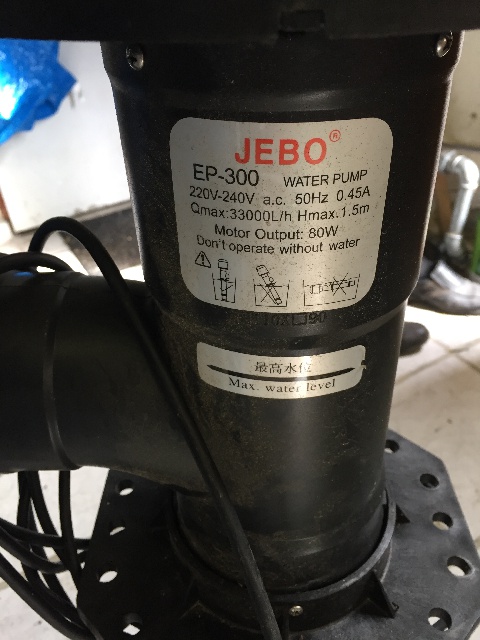 JEBO®
EP-300 WATER PUMP
220V-240V a.c. 50Hz 0.45A
Qmax:33000L/h Hmax.1.5m
Motor Output: 80W
Don't operate without water
最高水位
Max. water level